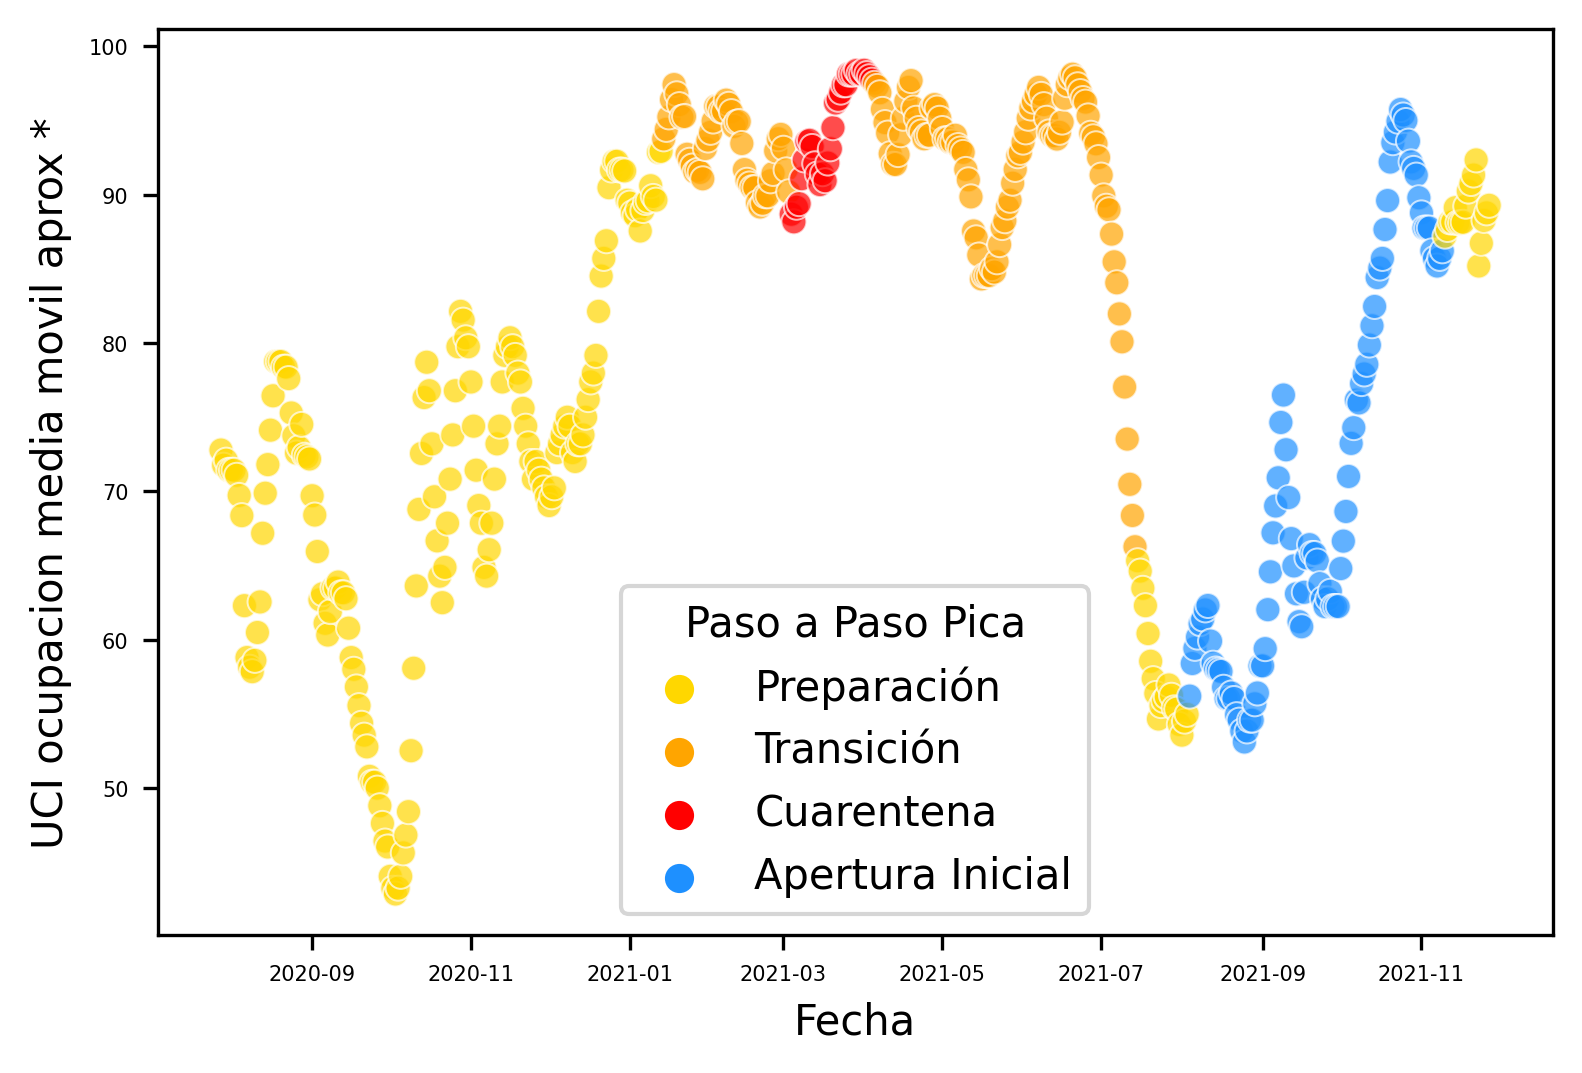 UCI ocupacion media movil aprox *
100
90
80
70
60
50
Paso a Paso Pica
Preparación
Transición
Cuarentena
Apertura Inicial
2020-09 2020-11 2021-01 2021-03 2021-05 2021-07 2021-09 2021-11
Fecha